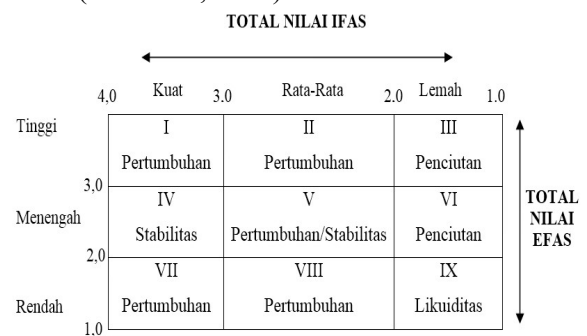 TOTAL NILAI IFAS
4,0 Kuat 3.0 Rata-Rata 2.0 Lemah 1.0
Tinggi
I II III
Pertumbuhan Pertumbuhan Penciutan
3,0
Menengah
IV V VI
Stabilitas Pertumbuhan/Stabilitas Penciutan
2,0
VII VIII IX
Rendah
Pertumbuhan Pertumbuhan Likuiditas
1,0
TOTAL
NILAI
EFAS